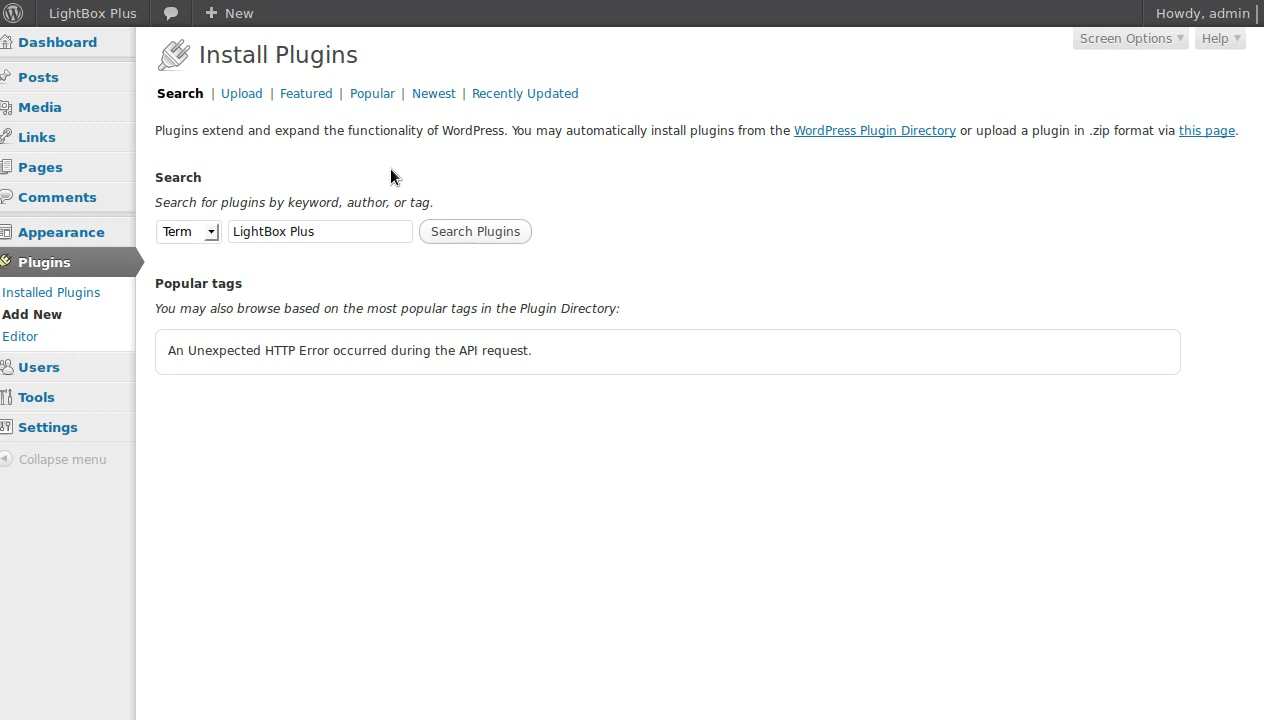 LightBox Plus New Howdy, admin
Dashboard
Posts
Media
Links
Pages
Comments
Appearance
Plugins
Installed Plugins
Add New
Editor
Users
Tools
Settings
Collapse menu
Screen Options Help
Install Plugins
Search | Upload | Featured | Popular | Newest | Recently Updated
Plugins extend and expand the functionality of WordPress. You may automatically install plugins from the WordPress Plugin Directory or upload a plugin in .zip format via this page.
Search
Search for plugins by keyword, author, or tag.
Term LightBox Plus Search Plugins
Popular tags
You may also browse based on the most popular tags in the Plugin Directory:
An Unexpected HTTP Error occurred during the API request.